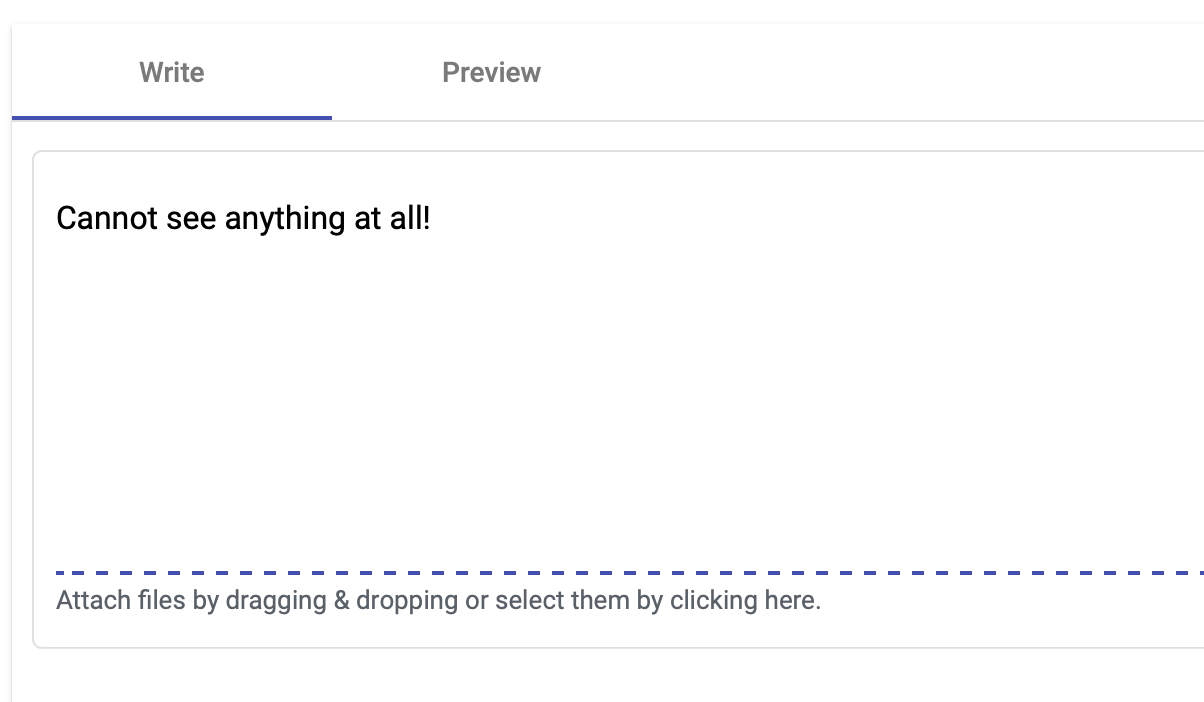 Write Preview
Cannot see anything at all!
Attach files by dragging & dropping or select them by clicking here.